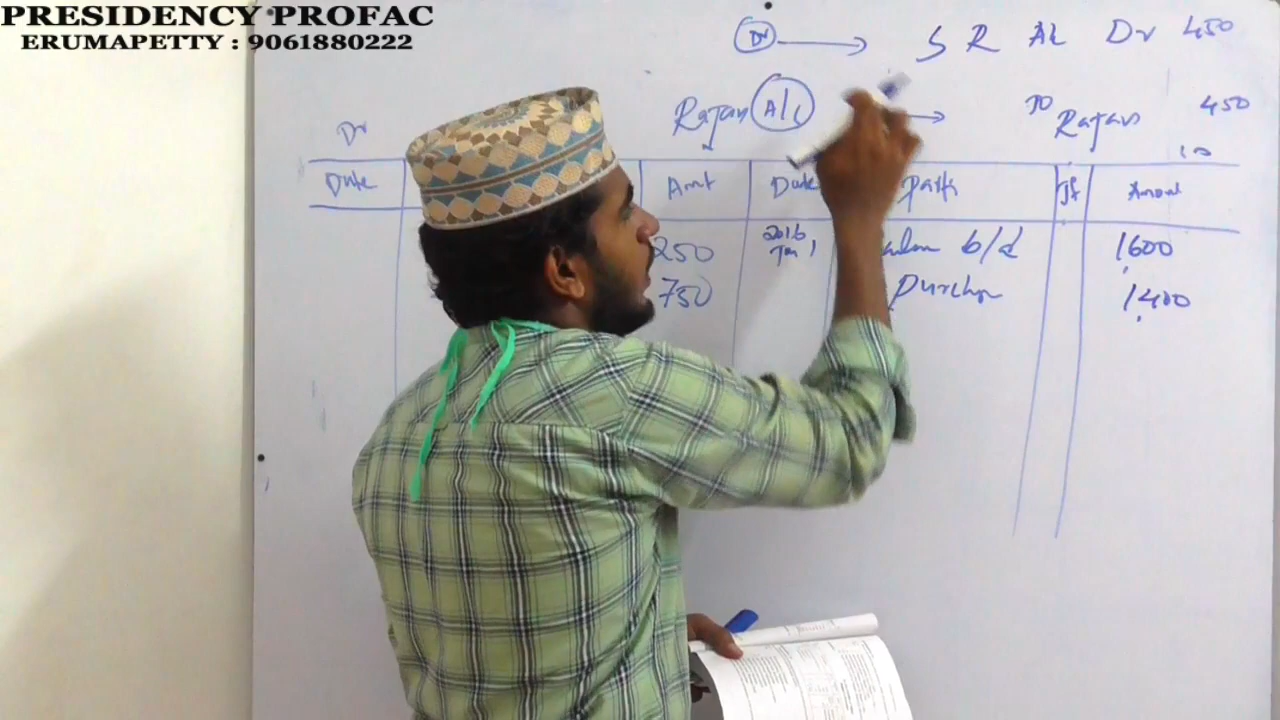 PRESIDENCY PROFAC
ERUMAPETTY : 9061880222
Dr → S R A/c Dr 450
Rajan A/c → To Rajan 450
Dr
10
Date Amt Date Jf Amount
250 2016 Jan 1 b/d 1600
750 Purchase 1400